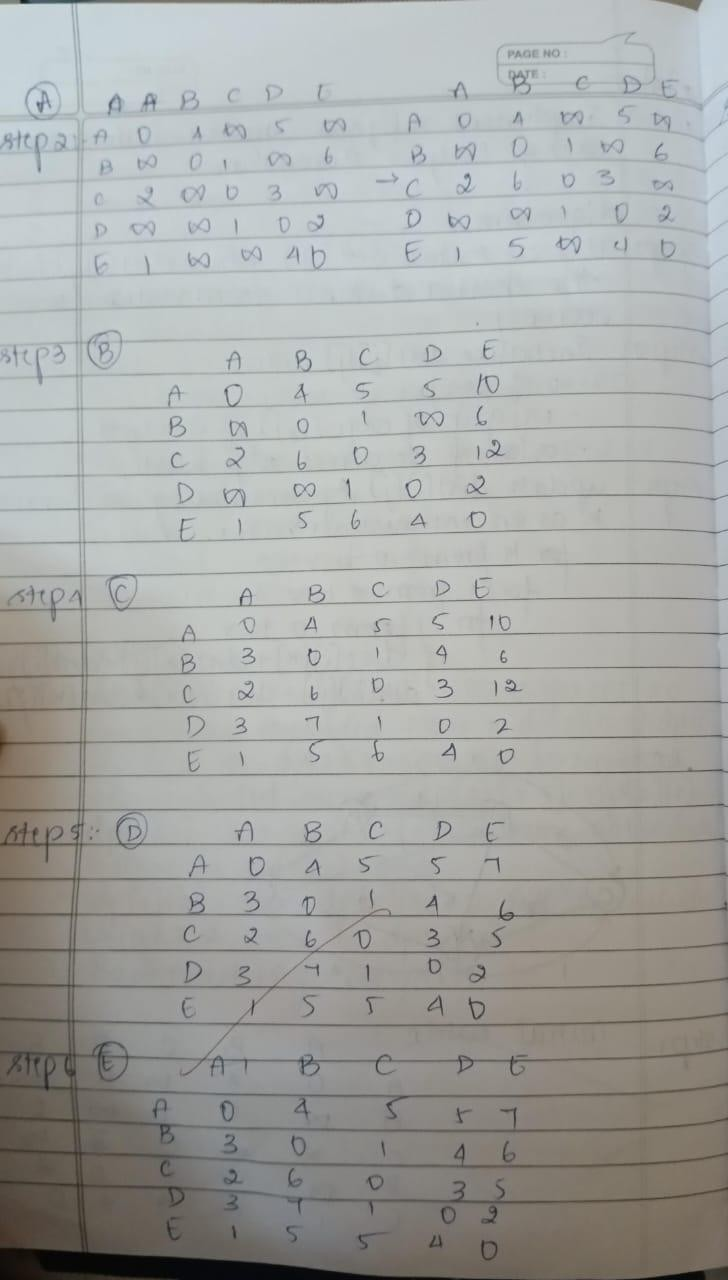 PAGE NO :
DATE :
(A) A A B C D E A B C D E
step 2: A 0 4 ∞ 5 ∞ A 0 4 ∞ 5 ∞
B ∞ 0 1 ∞ 6 B ∞ 0 1 ∞ 6
C 2 ∞ 0 3 ∞ → C 2 6 0 3 ∞
D ∞ ∞ 1 0 2 D ∞ ∞ 1 0 2
E 1 ∞ ∞ 4 0 E 1 5 ∞ 4 0
step 3 (B) A B C D E
A 0 4 5 5 10
B ∞ 0 1 ∞ 6
C 2 6 0 3 12
D ∞ ∞ 1 0 2
E 1 5 6 4 0
step 4 (C) A B C D E
A 0 4 5 5 10
B 3 0 1 4 6
C 2 6 0 3 12
D 3 7 1 0 2
E 1 5 6 4 0
step 5:- (D) A B C D E
A 0 4 5 5 7
B 3 0 1 4 6
C 2 6 0 3 5
D 3 7 1 0 2
E 1 5 5 4 0
step 6 (E) A B C D E
A 0 4 5 5 7
B 3 0 1 4 6
C 2 6 0 3 5
D 3 7 1 0 2
E 1 5 5 4 0